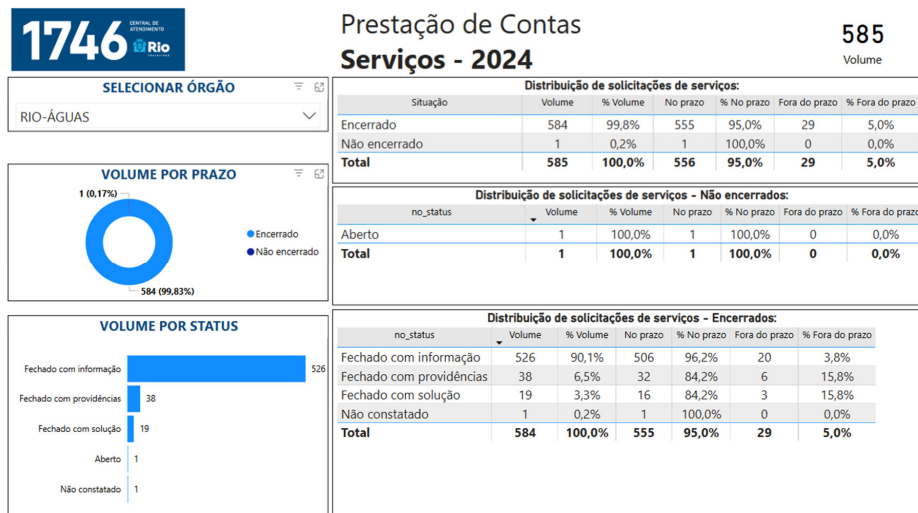 1746 CENTRAL DE ATENDIMENTO Rio
Prestação de Contas
Serviços - 2024
585
Volume
SELECIONAR ÓRGÃO
RIO-ÁGUAS
VOLUME POR PRAZO
1 (0,17%)
Encerrado
Não encerrado
584 (99,83%)
VOLUME POR STATUS
Fechado com informação 526
Fechado com providências 38
Fechado com solução 19
Aberto 1
Não constatado 1
Distribuição de solicitações de serviços:
Situação Volume % Volume No prazo % No prazo Fora do prazo % Fora do prazo
Encerrado 584 99,8% 555 95,0% 29 5,0%
Não encerrado 1 0,2% 1 100,0% 0 0,0%
Total 585 100,0% 556 95,0% 29 5,0%
Distribuição de solicitações de serviços - Não encerrados:
no_status Volume % Volume No prazo % No prazo Fora do prazo % Fora do prazo
Aberto 1 100,0% 1 100,0% 0 0,0%
Total 1 100,0% 1 100,0% 0 0,0%
Distribuição de solicitações de serviços - Encerrados:
no_status Volume % Volume No prazo % No prazo Fora do prazo % Fora do prazo
Fechado com informação 526 90,1% 506 96,2% 20 3,8%
Fechado com providências 38 6,5% 32 84,2% 6 15,8%
Fechado com solução 19 3,3% 16 84,2% 3 15,8%
Não constatado 1 0,2% 1 100,0% 0 0,0%
Total 584 100,0% 555 95,0% 29 5,0%